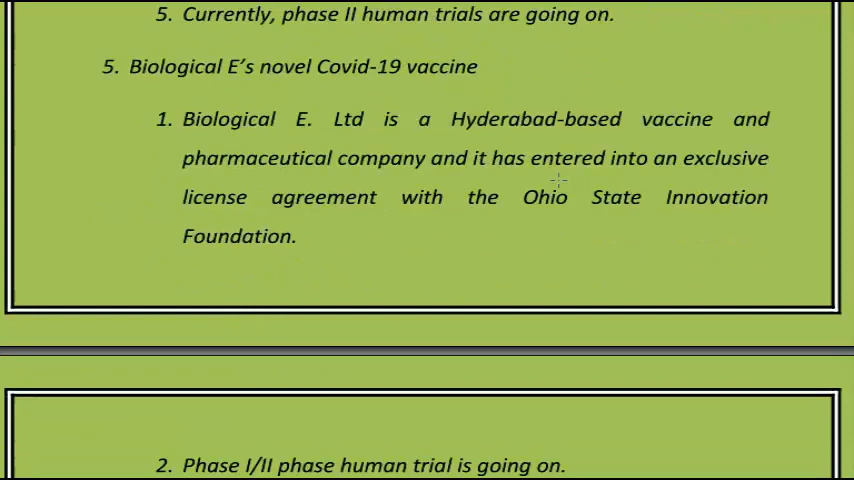 5. Currently, phase II human trials are going on.
5. Biological E’s novel Covid-19 vaccine
1. Biological E. Ltd is a Hyderabad-based vaccine and
pharmaceutical company and it has entered into an exclusive
license agreement with the Ohio State Innovation
Foundation.
2. Phase I/II phase human trial is going on.